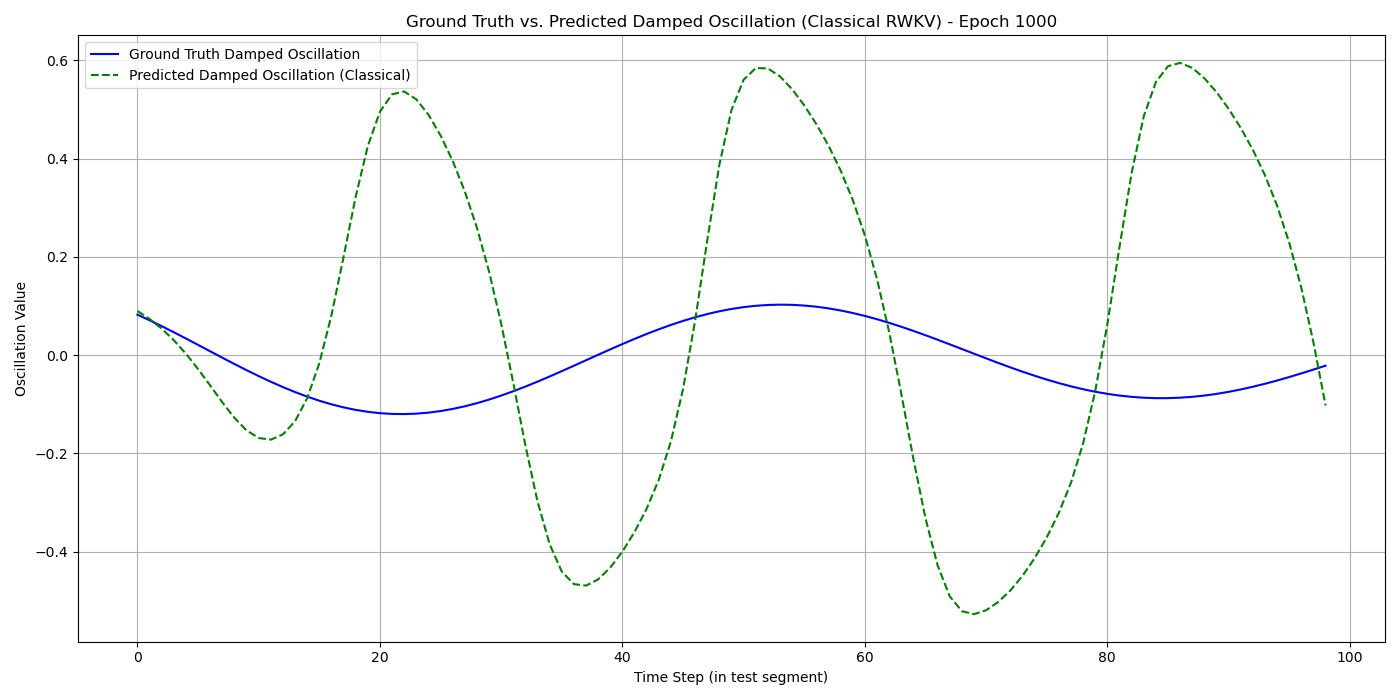 Ground Truth vs. Predicted Damped Oscillation (Classical RWKV) - Epoch 1000
Ground Truth Damped Oscillation
Predicted Damped Oscillation (Classical)
0.6
0.4
0.2
0.0
−0.2
−0.4
Oscillation Value
0 20 40 60 80 100
Time Step (in test segment)